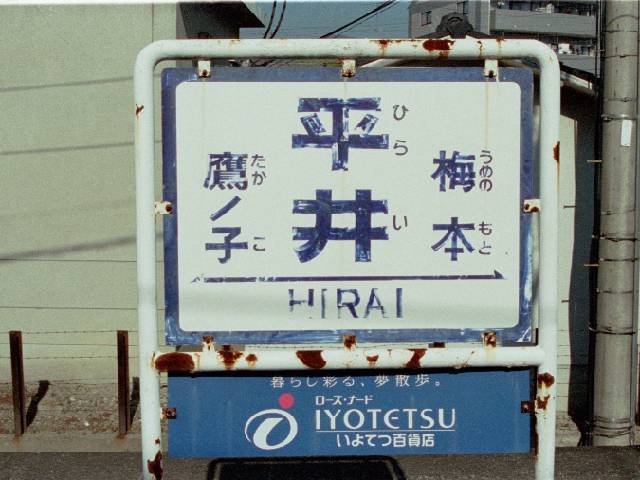 平井
ひらい
鷹ノ子
たかこ
梅本
うめのもと
HIRAI
暮らし彩る、夢散歩。
ローズ・ナード
IYOTETSU
いよてつ百貨店